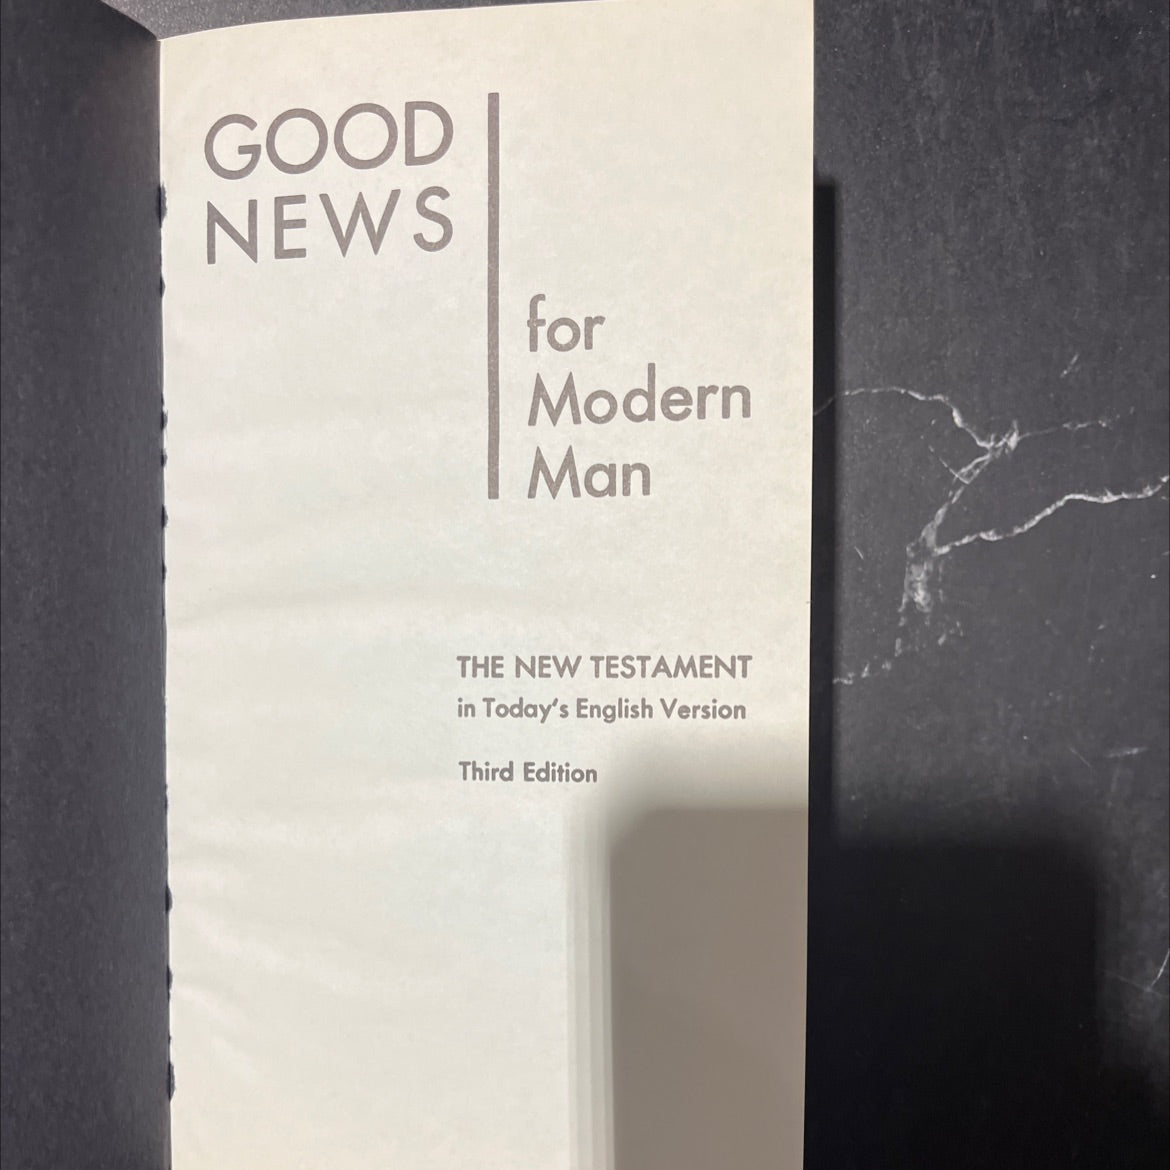 GOOD
NEWS
for
Modern
Man
THE NEW TESTAMENT
in Today's English Version
Third Edition